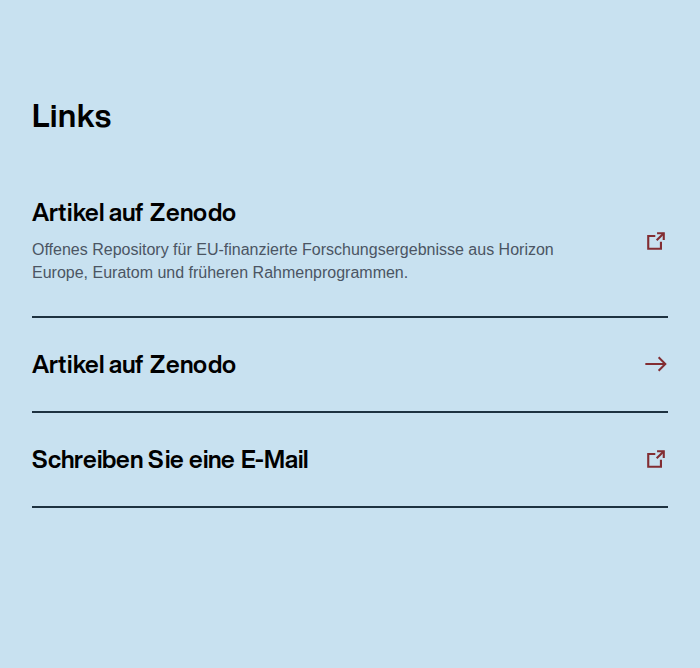 Links
Artikel auf Zenodo
Offenes Repository für EU-finanzierte Forschungsergebnisse aus Horizon
Europe, Euratom und früheren Rahmenprogrammen.
Artikel auf Zenodo
Schreiben Sie eine E-Mail